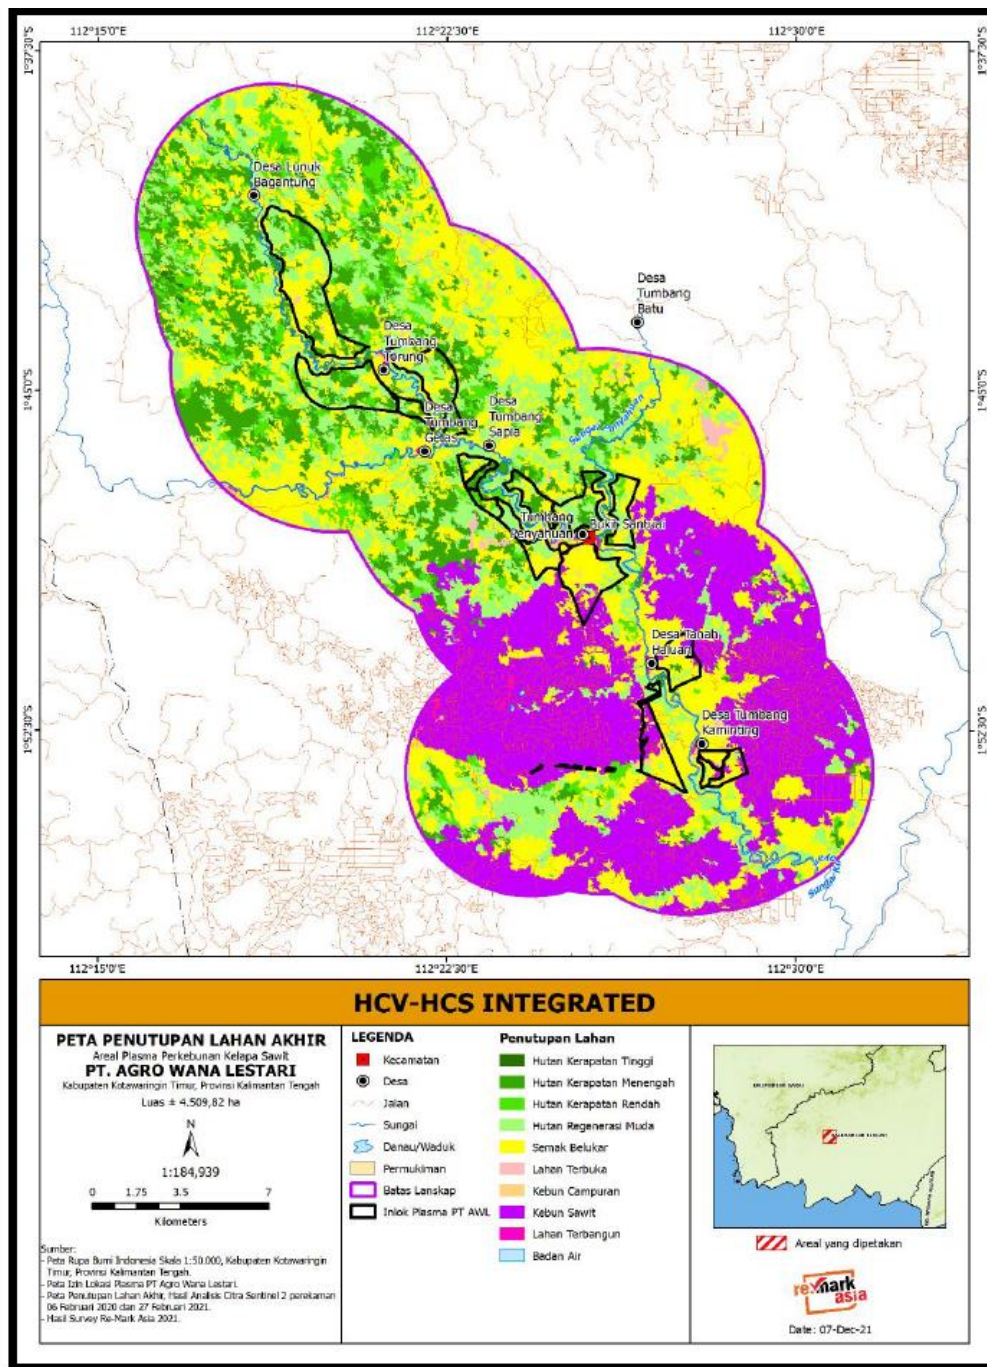 112°15'0"E
112°22'30"E
112°30'0"E
1°37'30"S
1°37'30"S
Desa Lunuk
Bagantung
Desa
Tumbang
Batu
Desa
Tumbang
Torung
1°45'0"S
1°45'0"S
Desa
Tumbang
Sapia
Desa
Tumbang
Getas
Sungai
Tumbang
Penyahuan
Bukit Santuai
Desa Tanah
Haluan
Desa Tumbang
Kaminting
1°52'30"S
1°52'30"S
112°15'0"E
112°22'30"E
112°30'0"E
HCV-HCS INTEGRATED
PETA PENUTUPAN LAHAN AKHIR
Areal Plasma Perkebunan Kelapa Sawit
PT. AGRO WANA LESTARI
Kabupaten Kotawaringin Timur, Provinsi Kalimantan Tengah
Luas ± 4.509,82 ha
N
1:184,939
0 1.75 3.5 7
Kilometers
Sumber:
- Peta Rupa Bumi Indonesia Skala 1:50.000, Kabupaten Kotawaringin
Timur, Provinsi Kalimantan Tengah.
- Peta Izin Lokasi Plasma PT Agro Wana Lestari.
- Peta Penutupan Lahan Akhir, Hasil Analisis Citra Sentinel 2 perekaman
06 Februari 2020 dan 27 Februari 2021.
- Hasil Survey Re-Mark Asia 2021.
LEGENDA
Kecamatan
Desa
Jalan
Sungai
Danau/Waduk
Permukiman
Batas Lanskap
Inlok Plasma PT AWL
Penutupan Lahan
Hutan Kerapatan Tinggi
Hutan Kerapatan Menengah
Hutan Kerapatan Rendah
Hutan Regenerasi Muda
Semak Belukar
Lahan Terbuka
Kebun Campuran
Kebun Sawit
Lahan Terbangun
Badan Air
Areal yang dipetakan
re·mark
asia
Date: 07-Dec-21